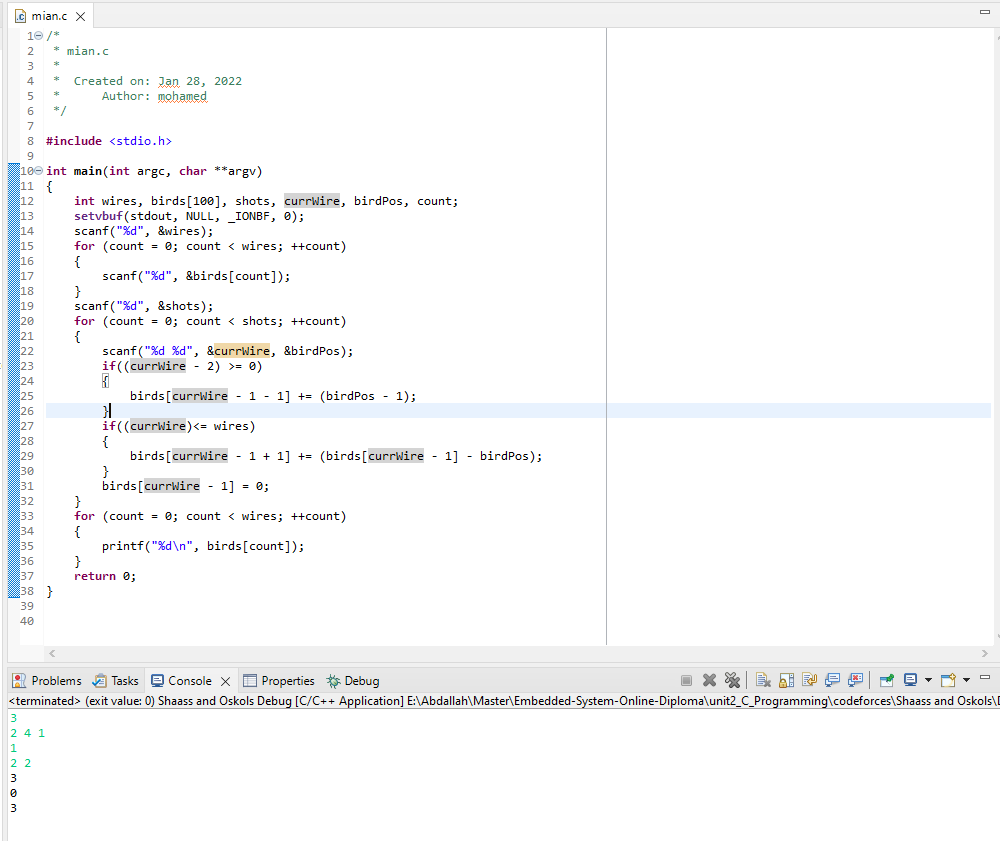 mian.c
1 /*
2  * mian.c
3  *
4  *  Created on: Jan 28, 2022
5  *      Author: mohamed
6  */
7
8 #include <stdio.h>
9
10 int main(int argc, char **argv)
11 {
12     int wires, birds[100], shots, currWire, birdPos, count;
13     setvbuf(stdout, NULL, _IONBF, 0);
14     scanf("%d", &wires);
15     for (count = 0; count < wires; ++count)
16     {
17         scanf("%d", &birds[count]);
18     }
19     scanf("%d", &shots);
20     for (count = 0; count < shots; ++count)
21     {
22         scanf("%d %d", &currWire, &birdPos);
23         if((currWire - 2) >= 0)
24         {
25             birds[currWire - 1 - 1] += (birdPos - 1);
26         }
27         if((currWire)<= wires)
28         {
29             birds[currWire - 1 + 1] += (birds[currWire - 1] - birdPos);
30         }
31         birds[currWire - 1] = 0;
32     }
33     for (count = 0; count < wires; ++count)
34     {
35         printf("%d\n", birds[count]);
36     }
37     return 0;
38 }
39
40
Problems Tasks Console Properties Debug
<terminated> (exit value: 0) Shaass and Oskols Debug [C/C++ Application] E:\Abdallah\Master\Embedded-System-Online-Diploma\unit2_C_Programming\codeforces\Shaass and Oskols\D
3
2 4 1
1
2 2
3
0
3